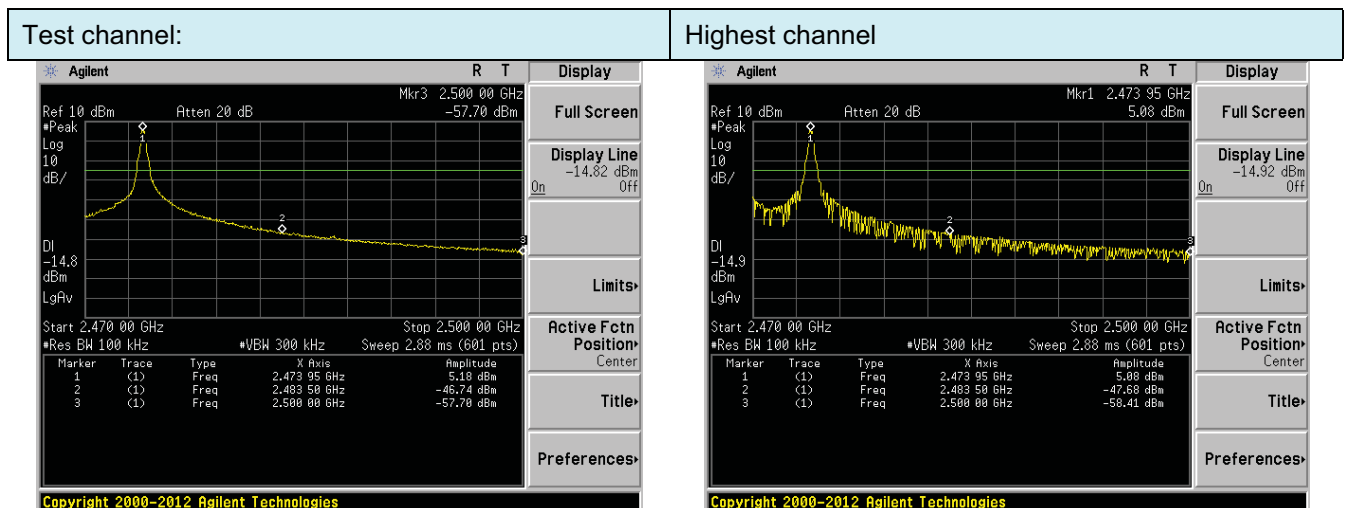 Test channel:
Highest channel
Agilent
R T
Display
Mkr3 2.500 00 GHz
Ref 10 dBm
Atten 20 dB
-57.70 dBm
Full Screen
#Peak
Log
10
dB/
1
2
3
Display Line
-14.82 dBm
On Off
DI
-14.8
dBm
LgAv
Limits
Start 2.470 00 GHz
Stop 2.500 00 GHz
#Res BW 100 kHz
#VBW 300 kHz
Sweep 2.88 ms (601 pts)
Active Fctn
Position
Center
Marker Trace Type X Axis Amplitude
1 (1) Freq 2.473 95 GHz 5.18 dBm
2 (1) Freq 2.483 50 GHz -46.74 dBm
3 (1) Freq 2.500 00 GHz -57.70 dBm
Title
Preferences
Copyright 2000-2012 Agilent Technologies
Agilent
R T
Display
Mkr1 2.473 95 GHz
Ref 10 dBm
Atten 20 dB
5.08 dBm
Full Screen
#Peak
Log
10
dB/
1
2
3
Display Line
-14.92 dBm
On Off
DI
-14.9
dBm
LgAv
Limits
Start 2.470 00 GHz
Stop 2.500 00 GHz
#Res BW 100 kHz
#VBW 300 kHz
Sweep 2.88 ms (601 pts)
Active Fctn
Position
Center
Marker Trace Type X Axis Amplitude
1 (1) Freq 2.473 95 GHz 5.08 dBm
2 (1) Freq 2.483 50 GHz -47.68 dBm
3 (1) Freq 2.500 00 GHz -58.41 dBm
Title
Preferences
Copyright 2000-2012 Agilent Technologies